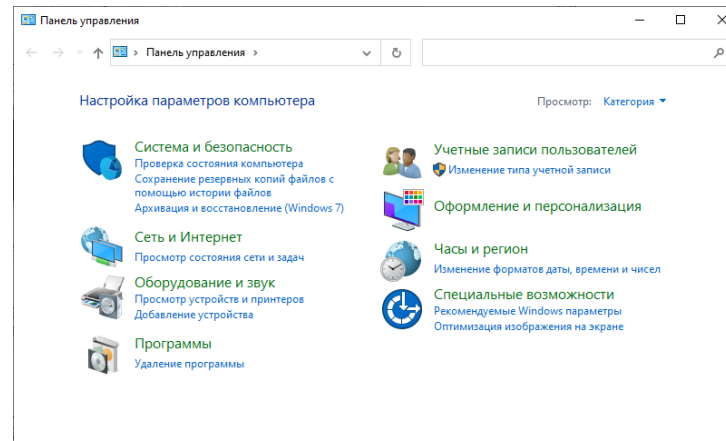 Панель управления
Панель управления
Настройка параметров компьютера
Просмотр: Категория
Система и безопасность
Проверка состояния компьютера
Сохранение резервных копий файлов с
помощью истории файлов
Архивация и восстановление (Windows 7)
Сеть и Интернет
Просмотр состояния сети и задач
Оборудование и звук
Просмотр устройств и принтеров
Добавление устройства
Программы
Удаление программы
Учетные записи пользователей
Изменение типа учетной записи
Оформление и персонализация
Часы и регион
Изменение форматов даты, времени и чисел
Специальные возможности
Рекомендуемые Windows параметры
Оптимизация изображения на экране